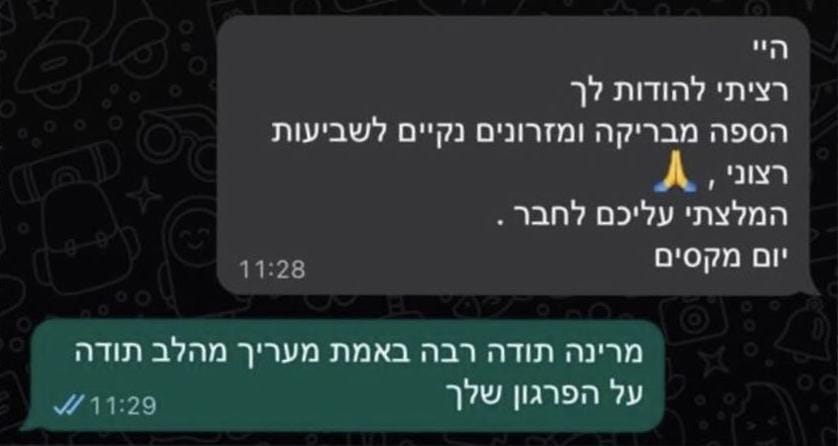 היי
רציתי להודות לך
הספה מבריקה ומזרונים נקיים לשביעות
רצוני , 🙏
המלצתי עליכם לחבר .
יום מקסים
11:28
מרינה תודה רבה באמת מעריך מהלב תודה
על הפרגון שלך
11:29